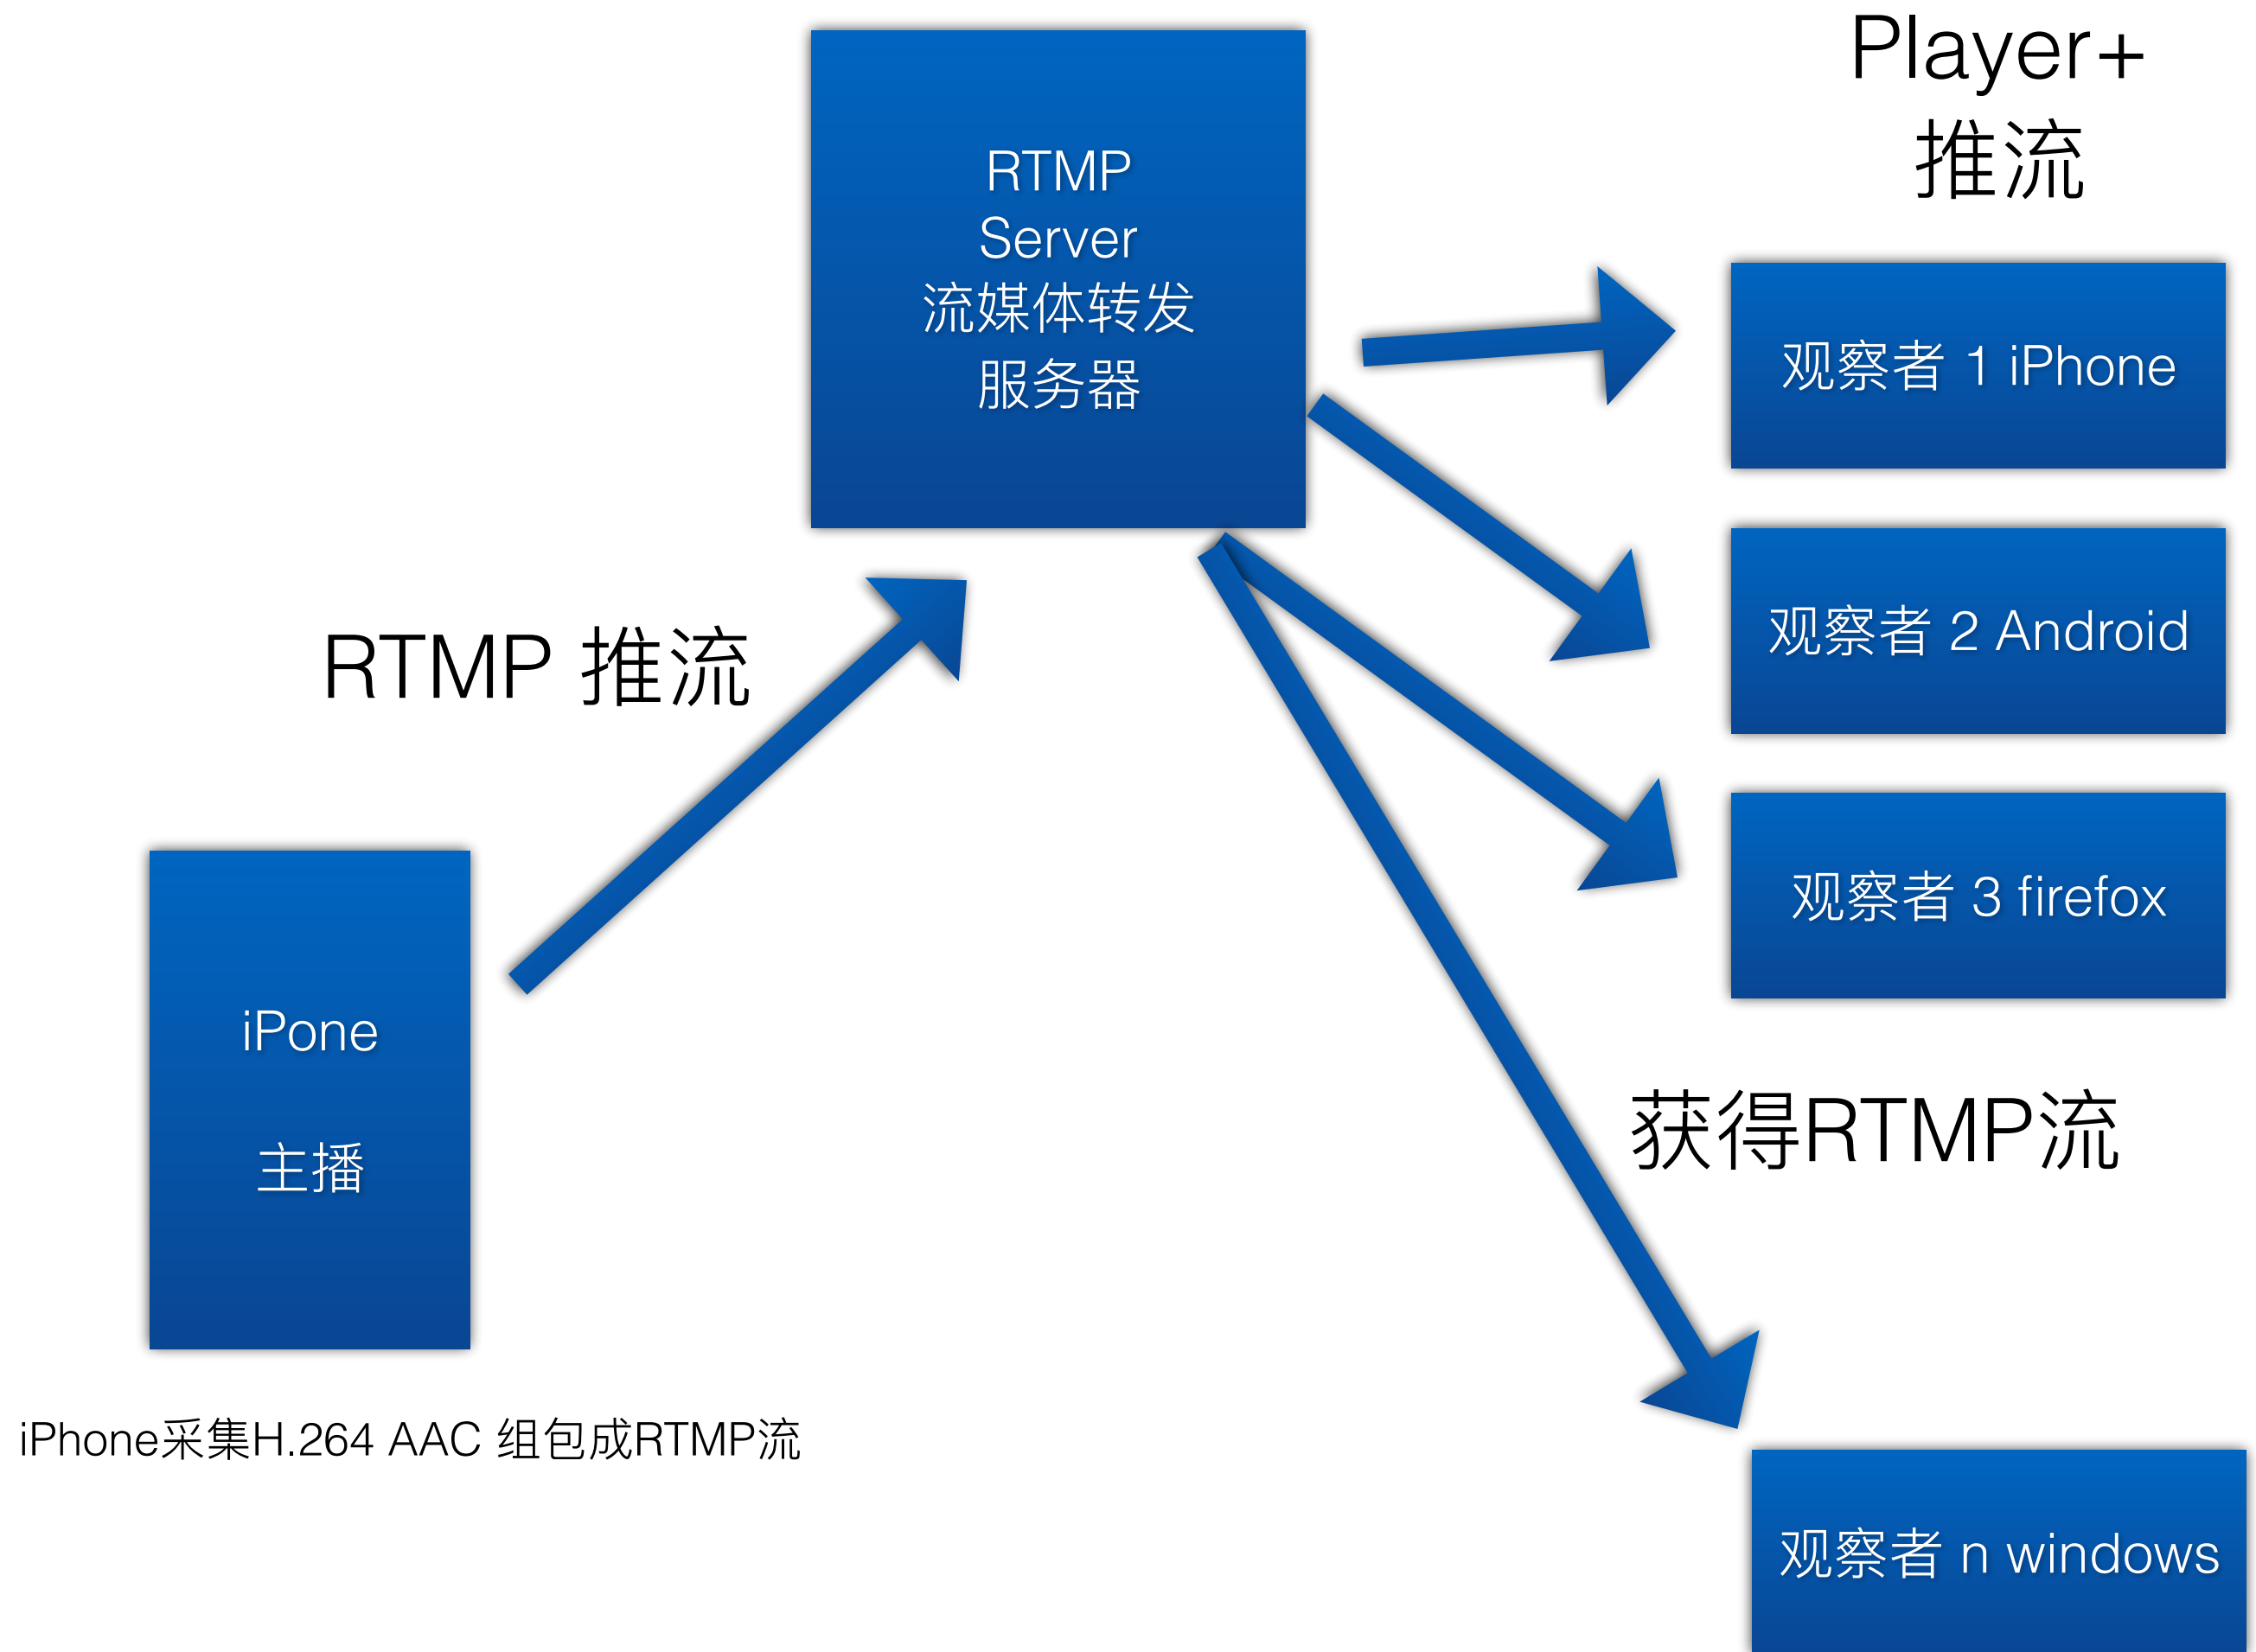 Player+
推流
RTMP
Server
流媒体转发
服务器
观察者 1 iPhone
RTMP 推流
观察者 2 Android
观察者 3 firefox
iPone
主播
获得RTMP流
iPhone采集H.264 AAC 组包成RTMP流
观察者 n windows